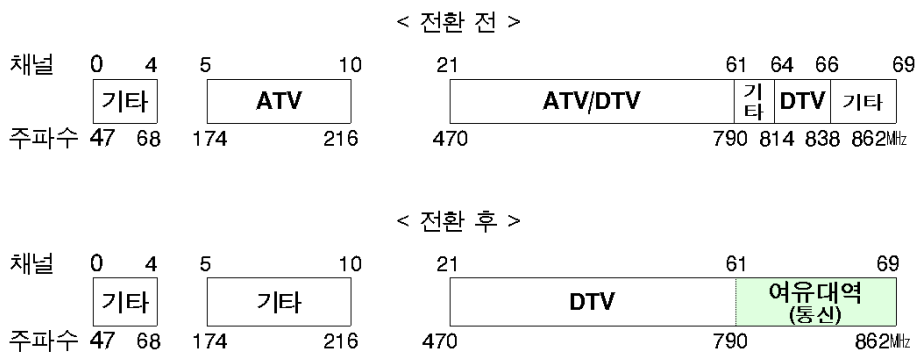 < 전환 전 >
채널 0 4 5 10 21 61 64 66 69
기타 ATV ATV/DTV 기타 DTV 기타
주파수 47 68 174 216 470 790 814 838 862㎒
< 전환 후 >
채널 0 4 5 10 21 61 69
기타 기타 DTV 여유대역
(통신)
주파수 47 68 174 216 470 790 862㎒